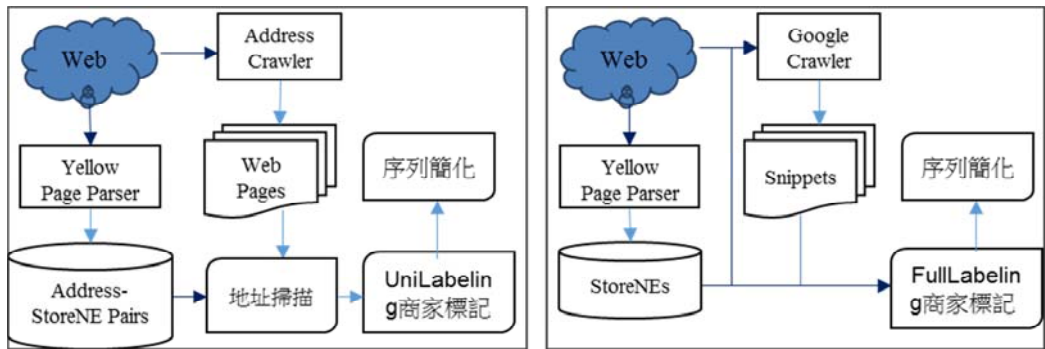 Web
Address
Crawler
Yellow
Page Parser
Web
Pages
序列簡化
Address-
StoreNE Pairs
地址掃描
UniLabelin
g商家標記
Web
Google
Crawler
Yellow
Page Parser
Snippets
序列簡化
StoreNEs
FullLabelin
g商家標記